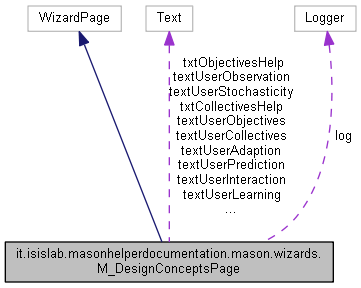 WizardPage
Text
Logger
txtObjectivesHelp
textUserObservation
textUserStochasticity
txtCollectivesHelp
textUserObjectives
textUserCollectives
textUserAdaption
textUserPrediction
textUserInteraction
textUserLearning
...
log
it.isislab.masonhelperdocumentation.mason.wizards.
M_DesignConceptsPage